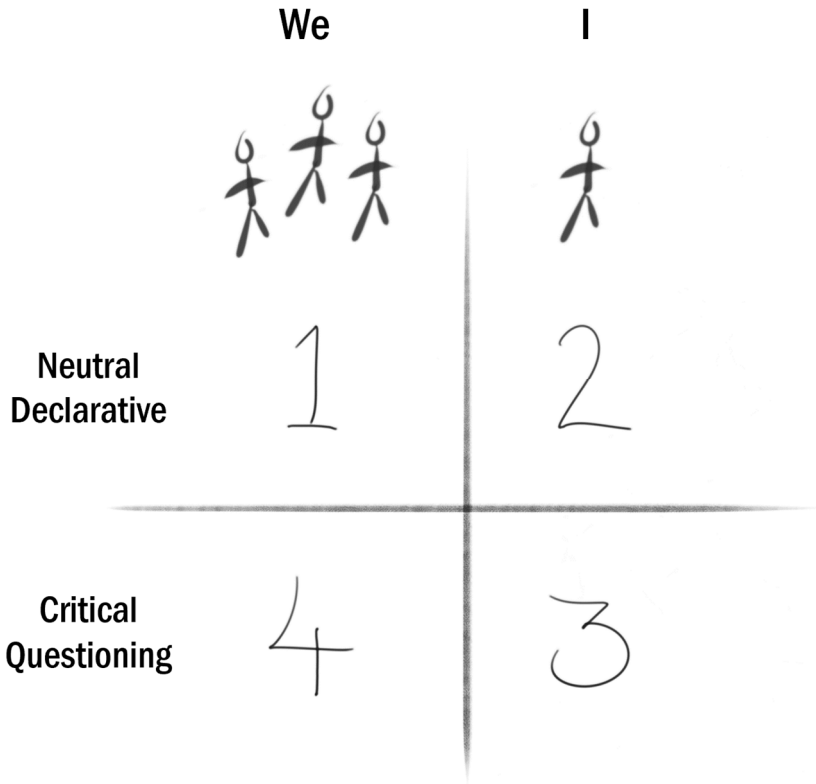 We I
Neutral
Declarative
1 2
Critical
Questioning
4 3